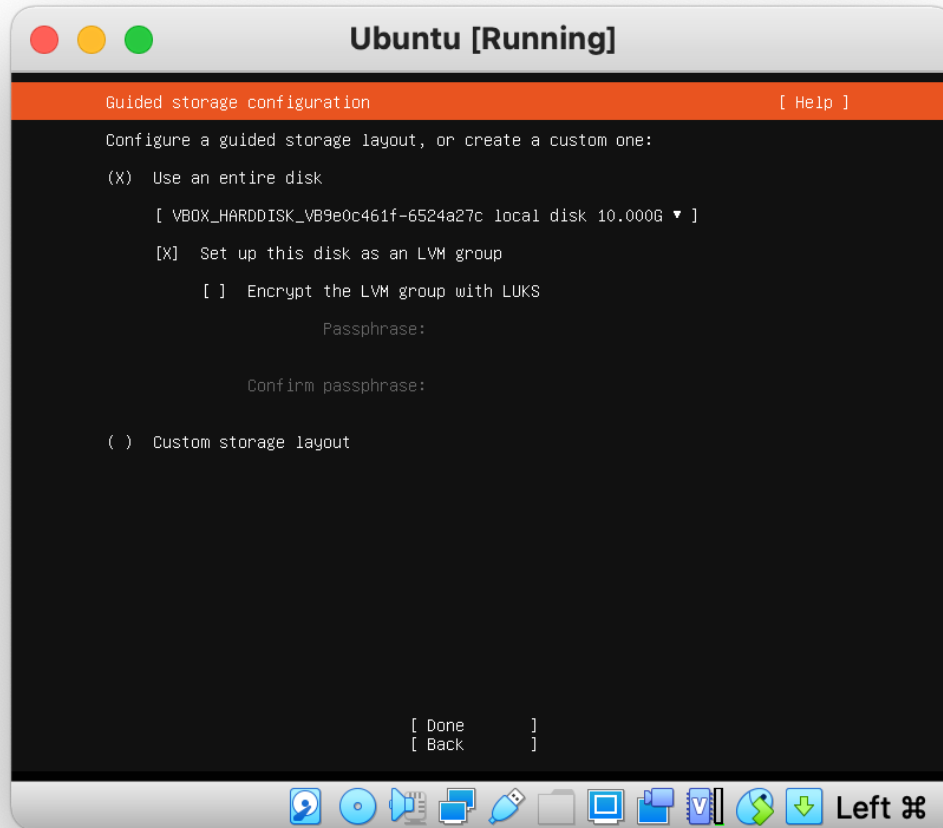 Ubuntu [Running]
Guided storage configuration [ Help ]
Configure a guided storage layout, or create a custom one:
(X) Use an entire disk
[ VBOX_HARDDISK_VB9e0c461f-6524a27c local disk 10.000G ▾ ]
[X] Set up this disk as an LVM group
[ ] Encrypt the LVM group with LUKS
Passphrase:
Confirm passphrase:
( ) Custom storage layout
[ Done ]
[ Back ]
V
Left ⌘